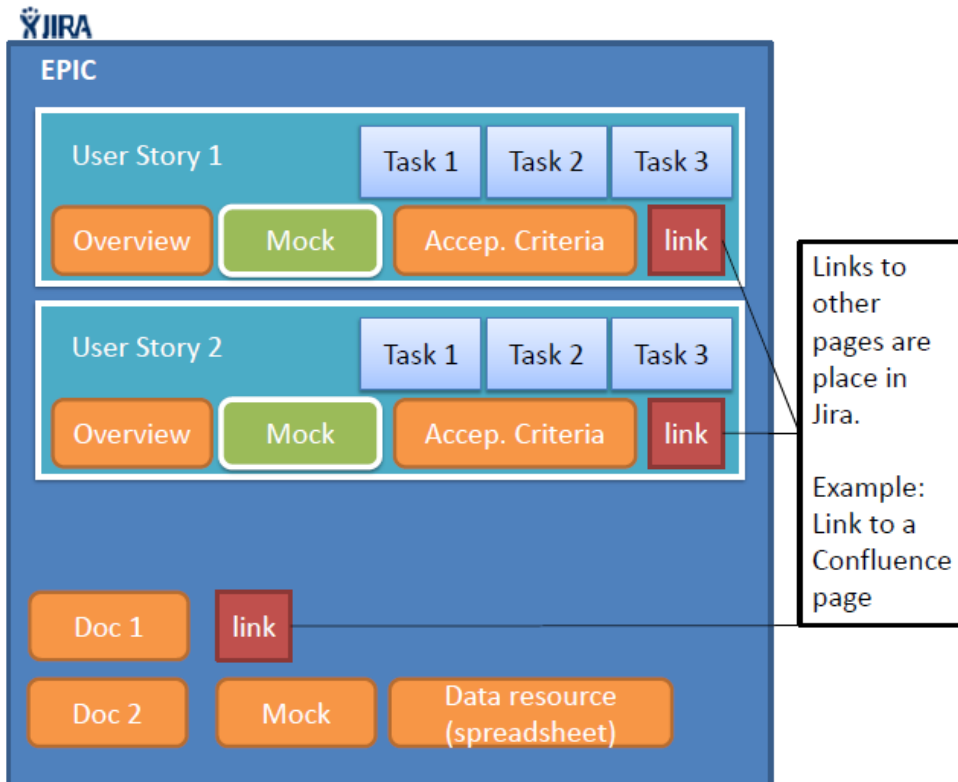 JIRA
EPIC
User Story 1
Task 1
Task 2
Task 3
Overview
Mock
Accep. Criteria
link
User Story 2
Task 1
Task 2
Task 3
Overview
Mock
Accep. Criteria
link
Links to
other
pages are
place in
Jira.
Example:
Link to a
Confluence
page
Doc 1
link
Doc 2
Mock
Data resource
(spreadsheet)